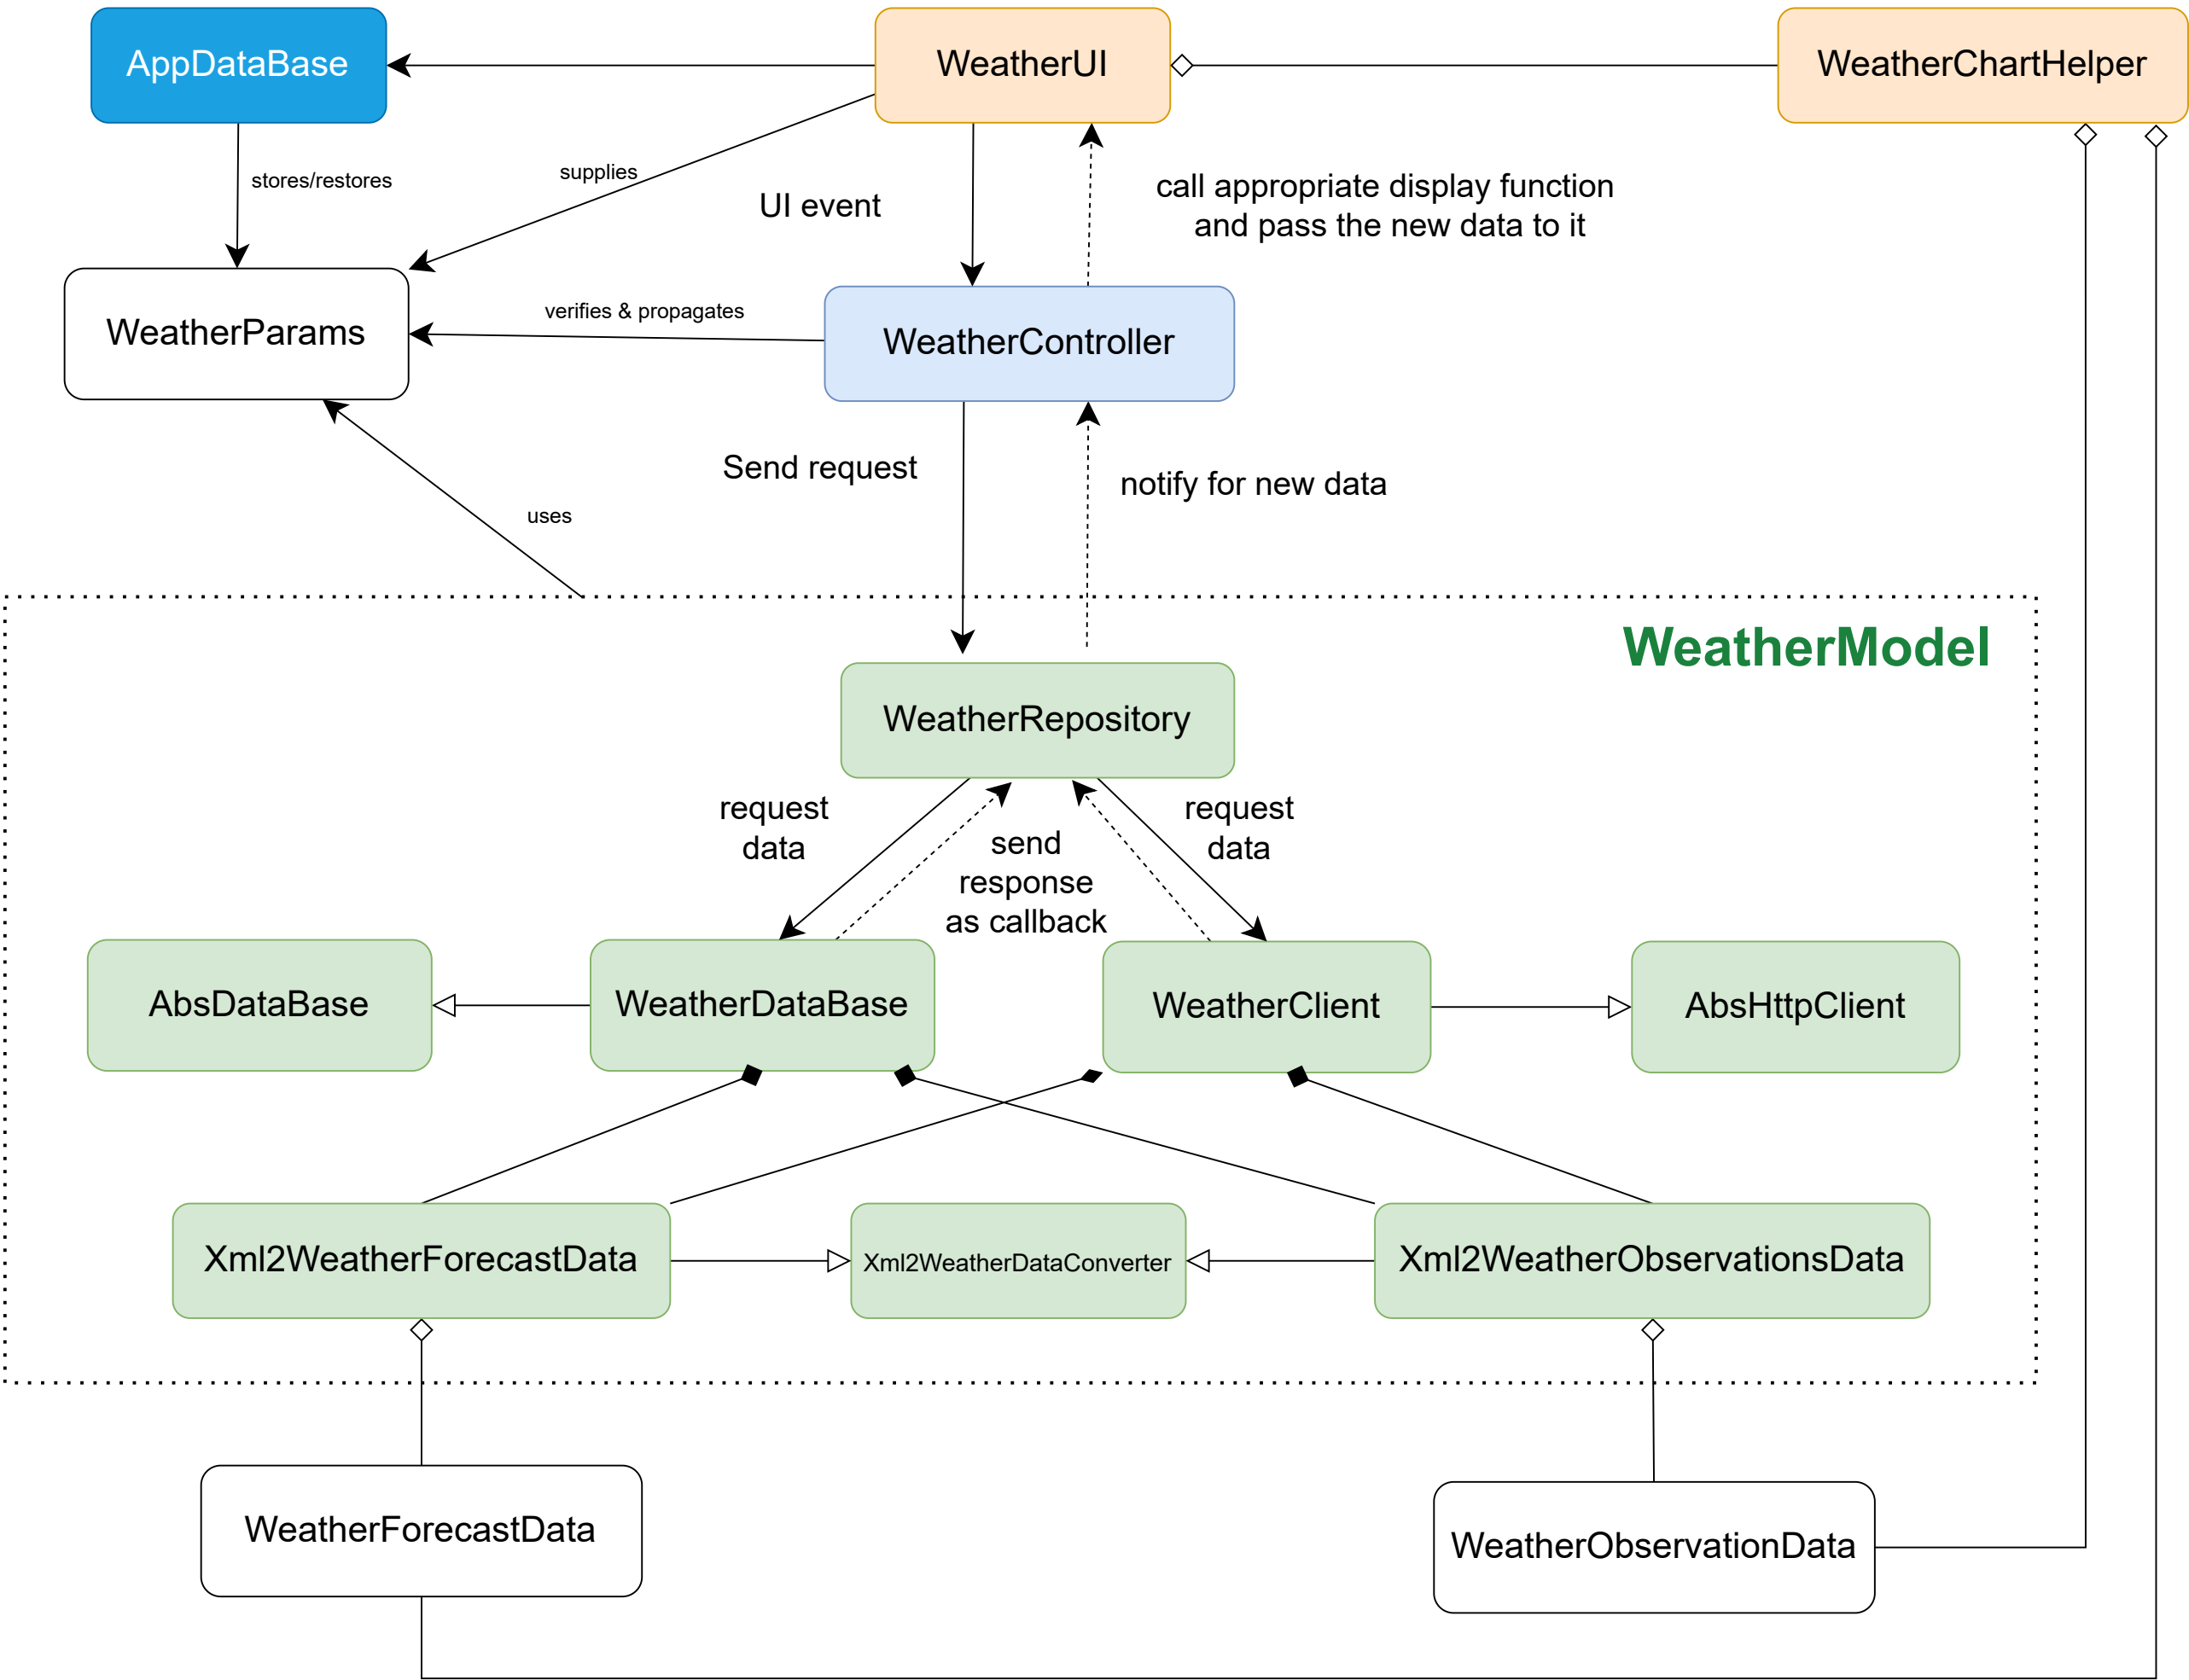 AppDataBase
WeatherUI
WeatherChartHelper
stores/restores
supplies
UI event
call appropriate display function
and pass the new data to it
WeatherParams
verifies & propagates
WeatherController
Send request
notify for new data
uses
WeatherModel
WeatherRepository
request
data
send
response
as callback
request
data
AbsDataBase
WeatherDataBase
WeatherClient
AbsHttpClient
Xml2WeatherForecastData
Xml2WeatherDataConverter
Xml2WeatherObservationsData
WeatherForecastData
WeatherObservationData